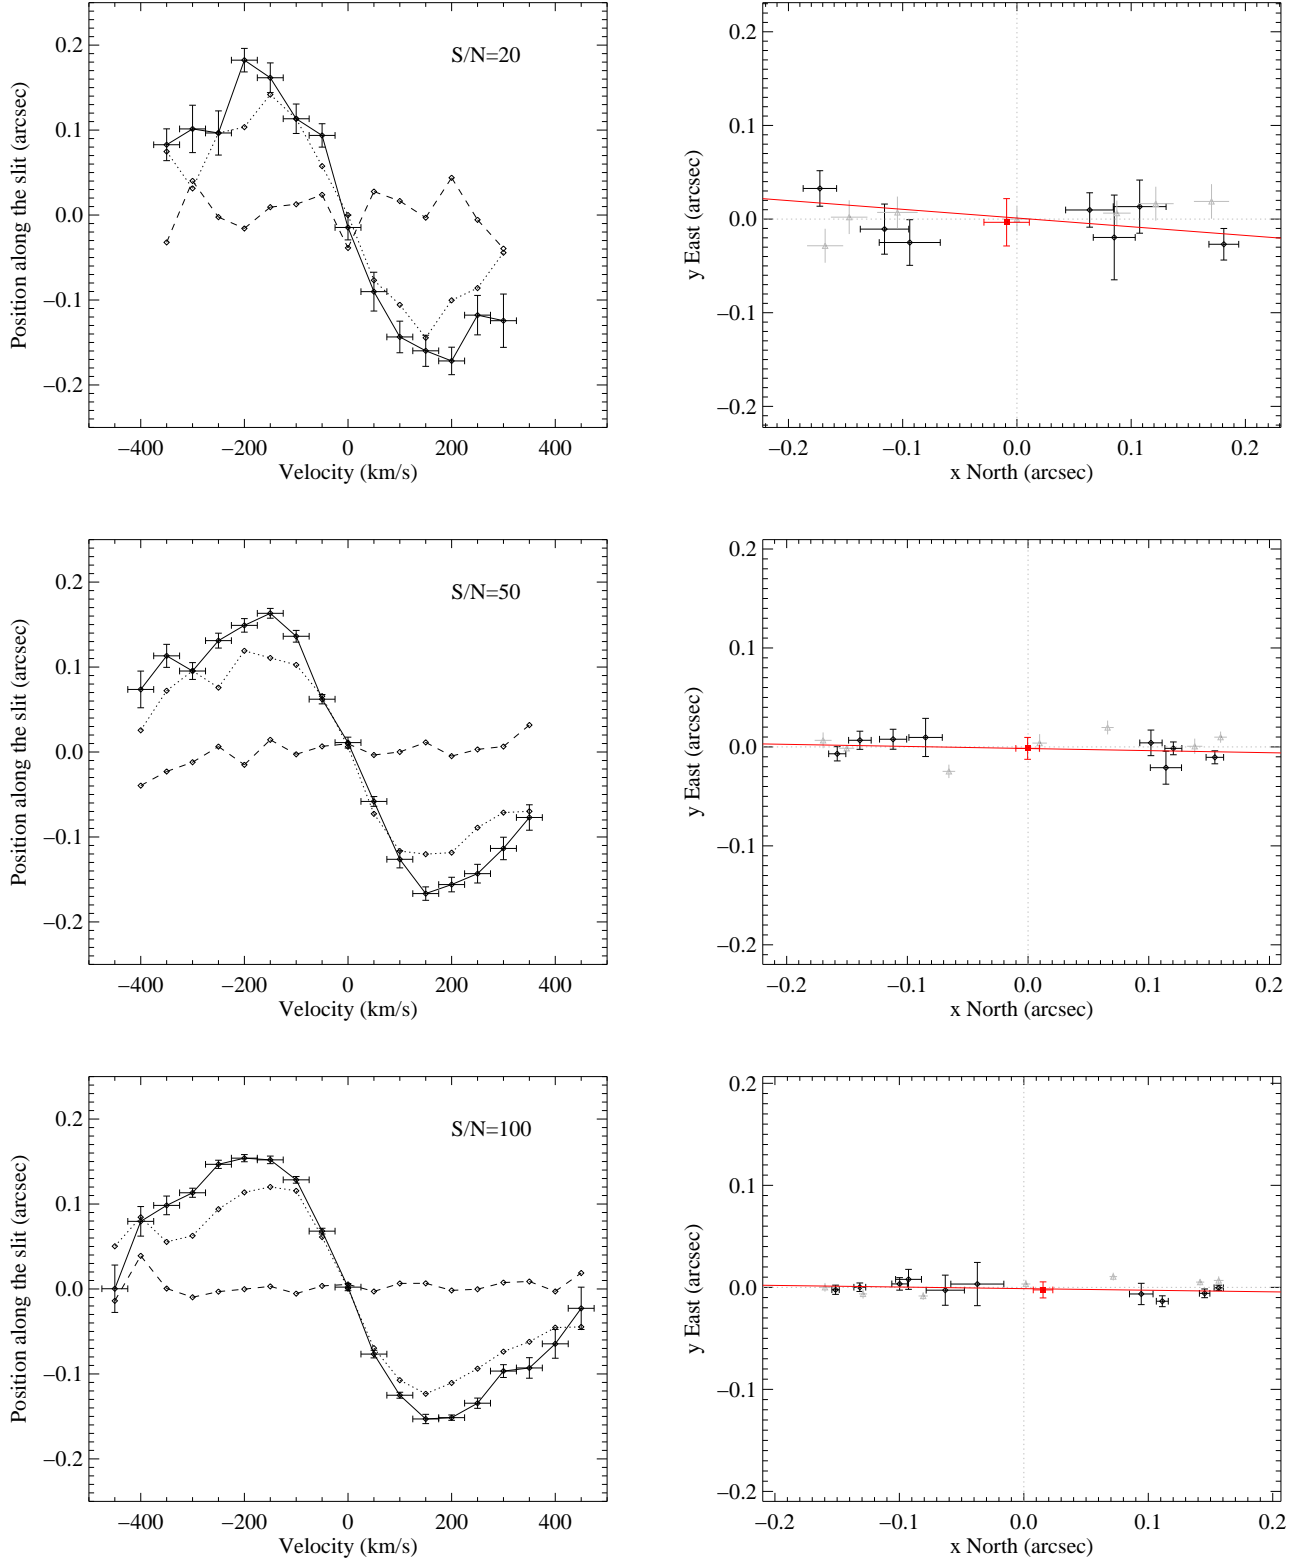 S/N=20
0.2
0.1
0.0
−0.1
−0.2
Position along the slit (arcsec)
−400 −200 0 200 400
Velocity (km/s)
0.2
0.1
0.0
−0.1
−0.2
y East (arcsec)
−0.2 −0.1 0.0 0.1 0.2
x North (arcsec)
S/N=50
0.2
0.1
0.0
−0.1
−0.2
Position along the slit (arcsec)
−400 −200 0 200 400
Velocity (km/s)
0.2
0.1
0.0
−0.1
−0.2
y East (arcsec)
−0.2 −0.1 0.0 0.1 0.2
x North (arcsec)
S/N=100
0.2
0.1
0.0
−0.1
−0.2
Position along the slit (arcsec)
−400 −200 0 200 400
Velocity (km/s)
0.2
0.1
0.0
−0.1
−0.2
y East (arcsec)
−0.2 −0.1 0.0 0.1 0.2
x North (arcsec)